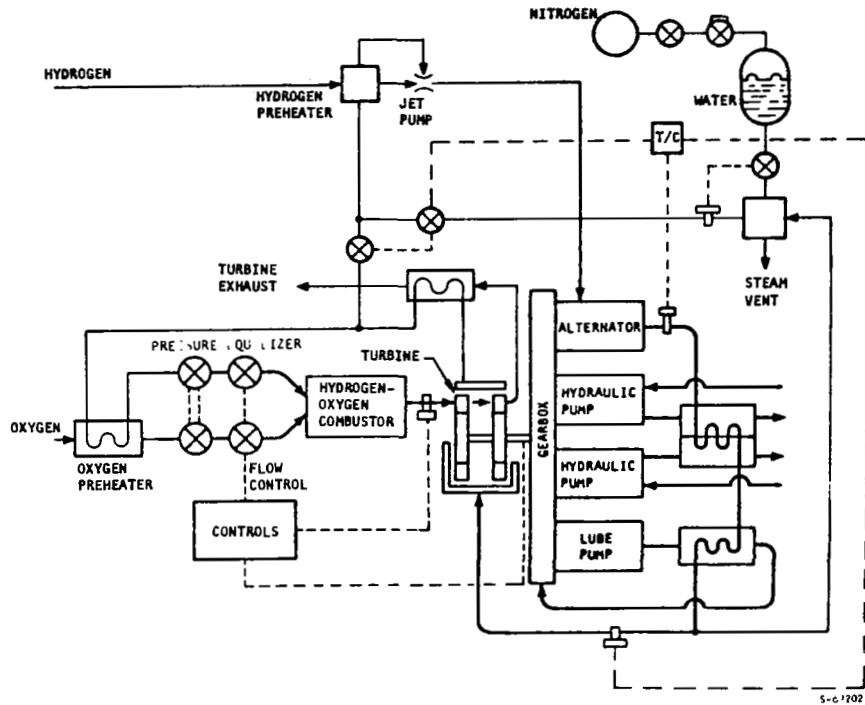 NITROGEN
HYDROGEN
HYDROGEN
PREHEATER
JET
PUMP
WATER
T/C
STEAM
VENT
TURBINE
EXHAUST
ALTERNATOR
TURBINE
HYDROGEN-
OXYGEN
COMBUSTOR
HYDRAULIC
PUMP
GEARBOX
OXYGEN
OXYGEN
PREHEATER
FLOW
CONTROL
HYDRAULIC
PUMP
CONTROLS
LUBE
PUMP